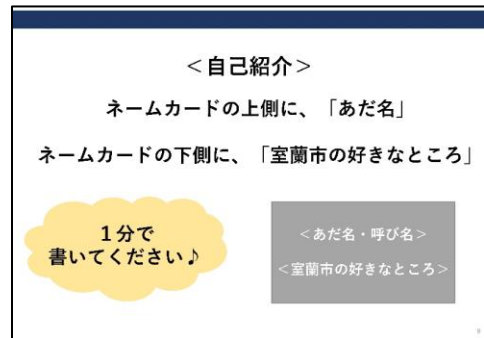 ＜自己紹介＞
ネームカードの上側に、「あだ名」
ネームカードの下側に、「室蘭市の好きなところ」
１分で
書いてください♪
＜あだ名・呼び名＞
＜室蘭市の好きなところ＞